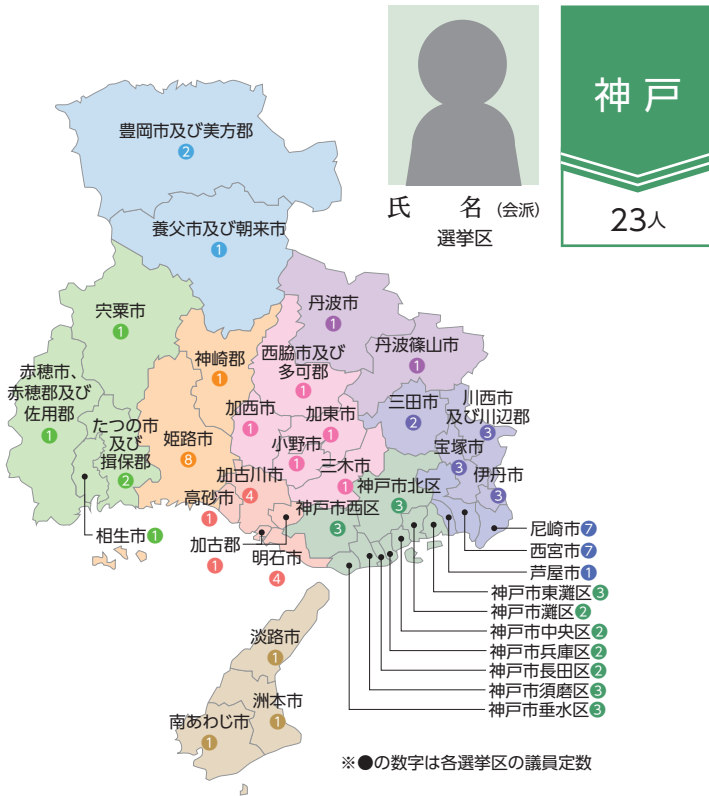 神戸
23人
氏 名 (会派)
選挙区
豊岡市及び美方郡
2
養父市及び朝来市
1
宍粟市
1
赤穂市、
赤穂郡及び
佐用郡
1
たつの市
及び
揖保郡
2
相生市1
神崎郡
1
姫路市
8
丹波市
1
丹波篠山市
1
西脇市及び
多可郡
1
加西市
1
加東市
1
小野市
1
三木市
1
加古川市
4
高砂市
1
加古郡
1
明石市
4
三田市
2
川西市
及び川辺郡
3
宝塚市
3
伊丹市
3
神戸市北区
3
神戸市西区
3
尼崎市7
西宮市7
芦屋市1
神戸市東灘区3
神戸市灘区2
神戸市中央区2
神戸市兵庫区2
神戸市長田区2
神戸市須磨区3
神戸市垂水区3
淡路市
1
洲本市
1
南あわじ市
1
※●の数字は各選挙区の議員定数